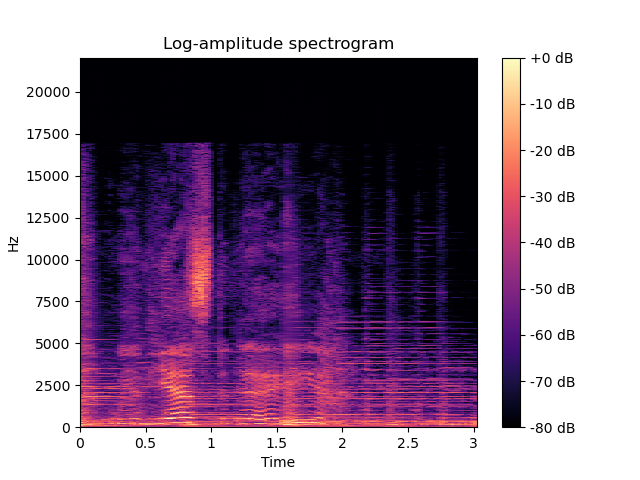 Log-amplitude spectrogram
Hz
20000
17500
15000
12500
10000
7500
5000
2500
0
0 0.5 1 1.5 2 2.5 3
Time
+0 dB
-10 dB
-20 dB
-30 dB
-40 dB
-50 dB
-60 dB
-70 dB
-80 dB